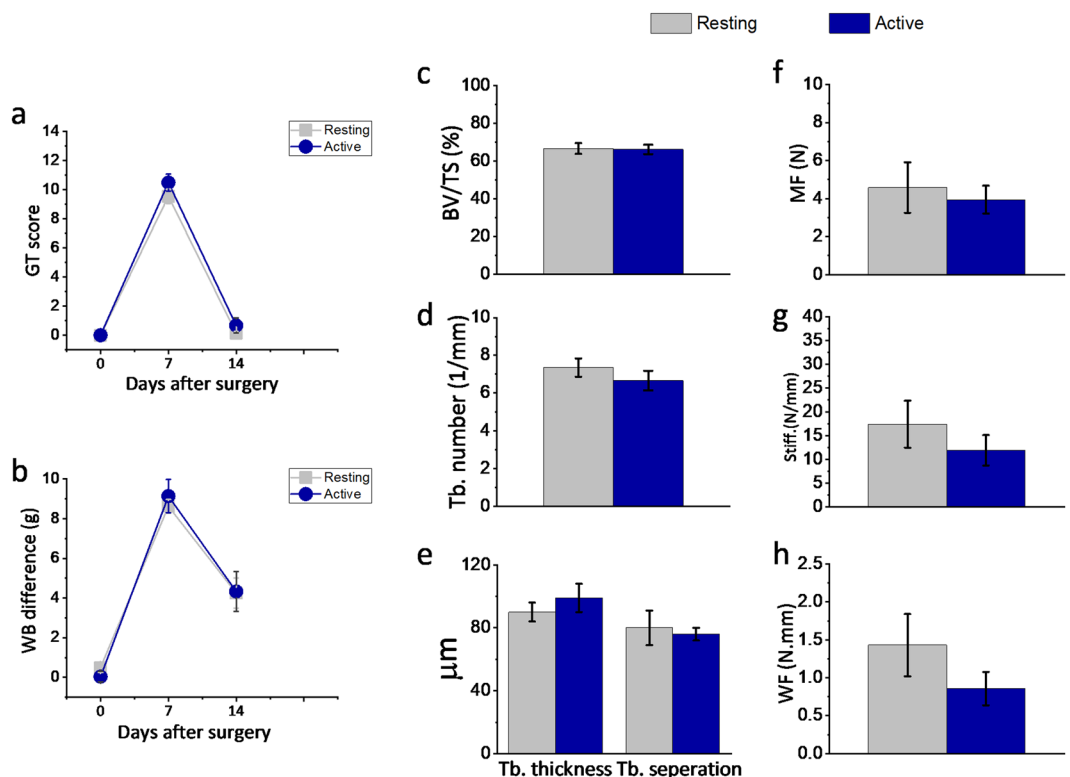 Resting Active
a
GT score
14
12
10
8
6
4
2
0
Resting
Active
0 7 14
Days after surgery
b
WB difference (g)
10
8
6
4
2
0
Resting
Active
0 7 14
Days after surgery
c
BV/TS (%)
100
80
60
40
20
0
d
Tb. number (1/mm)
8
7
6
4
2
1
0
e
µm
120
80
40
0
Tb. thickness Tb. seperation
f
MF (N)
10
8
6
4
2
0
g
Stiff.(N/mm)
40
35
30
25
20
15
10
5
0
h
WF (N.mm)
2.5
2.0
1.5
1.0
0.5
0.0